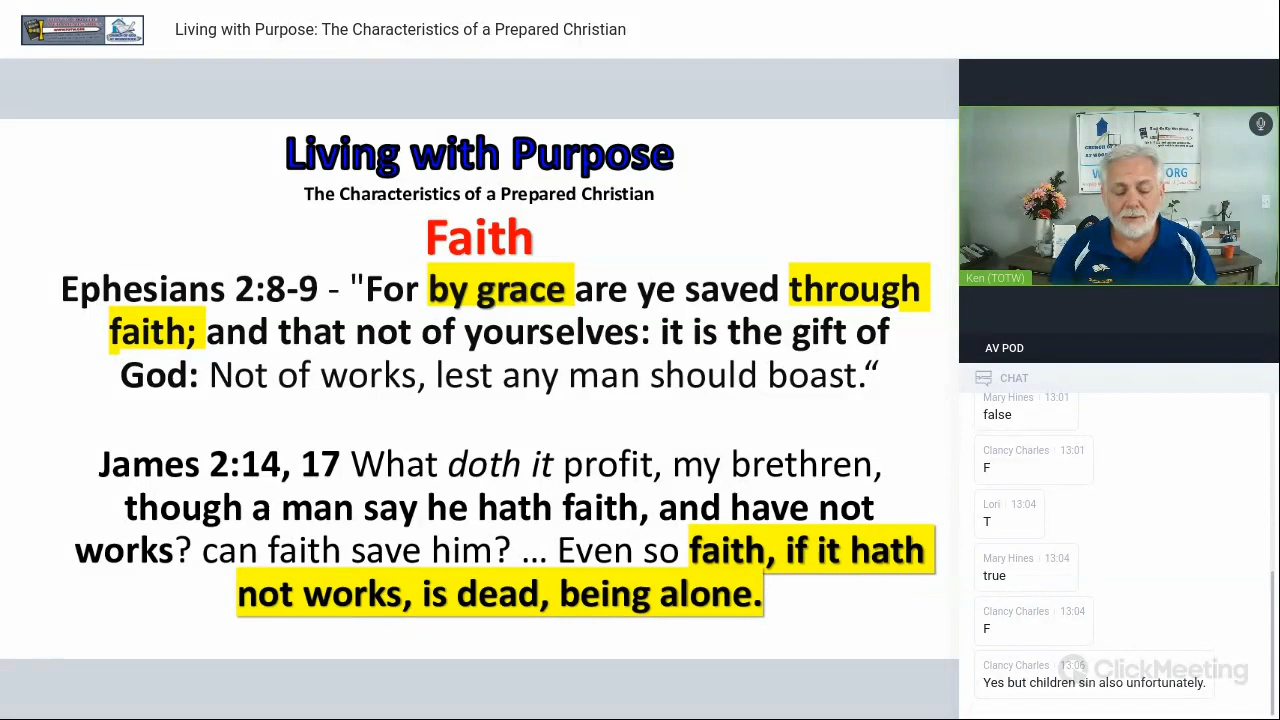 Living with Purpose: The Characteristics of a Prepared Christian
Living with Purpose
The Characteristics of a Prepared Christian
Faith
Ephesians 2:8-9 - "For by grace are ye saved through
faith; and that not of yourselves: it is the gift of
God: Not of works, lest any man should boast.“
James 2:14, 17 What doth it profit, my brethren,
though a man say he hath faith, and have not
works? can faith save him? ... Even so faith, if it hath
not works, is dead, being alone.
Ken (TOTW)
AV POD
CHAT
Mary Hines 13:01
false
Clancy Charles 13:01
F
Lori 13:04
T
Mary Hines 13:04
true
Clancy Charles 13:04
F
Clancy Charles 13:06
Yes but children sin also unfortunately.
ClickMeeting